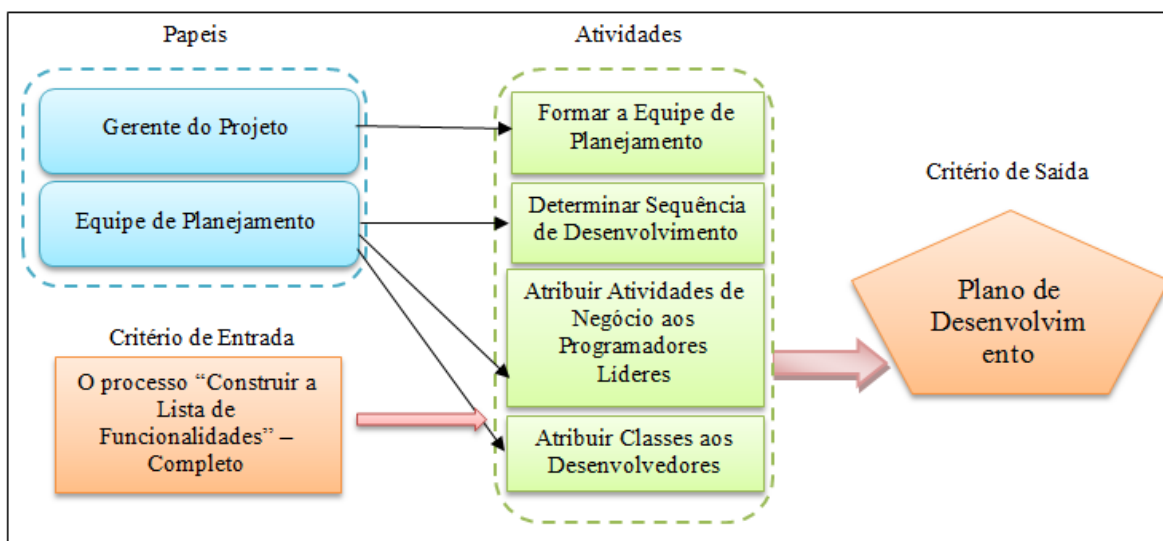 Papeis
Gerente do Projeto
Equipe de Planejamento
Critério de Entrada
O processo “Construir a
Lista de
Funcionalidades” –
Completo
Atividades
Formar a Equipe de
Planejamento
Determinar Sequência
de Desenvolvimento
Atribuir Atividades de
Negócio aos
Programadores
Líderes
Atribuir Classes aos
Desenvolvedores
Critério de Saída
Plano de
Desenvolvim
ento